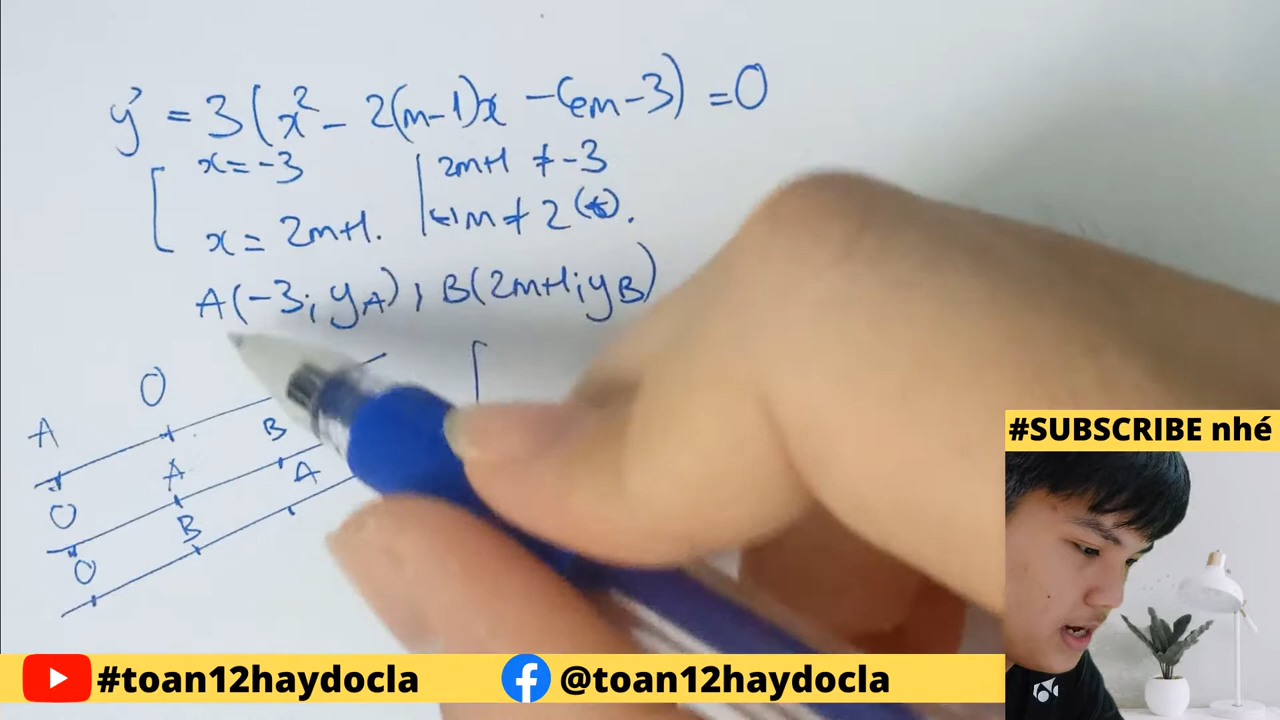 y' = 3(x² - 2(m-1)x - (6m-3) = 0
x = -3 2m+1 ≠ -3
x = 2m+1. ↔ m ≠ 2 (*).
A(-3; yA), B(2m+1; yB)
A O B
O A
O B A
#SUBSCRIBE nhé
#toan12haydocla @toan12haydocla